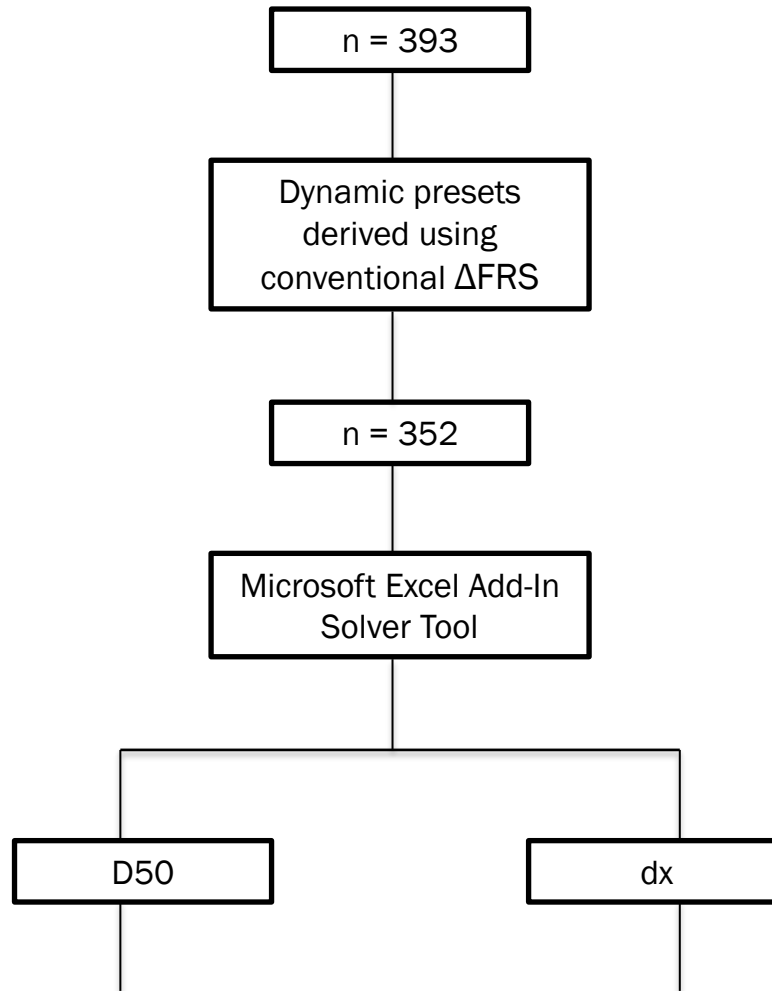 n = 393
Dynamic presets
derived using
conventional ΔFRS
n = 352
Microsoft Excel Add-In
Solver Tool
D50
dx